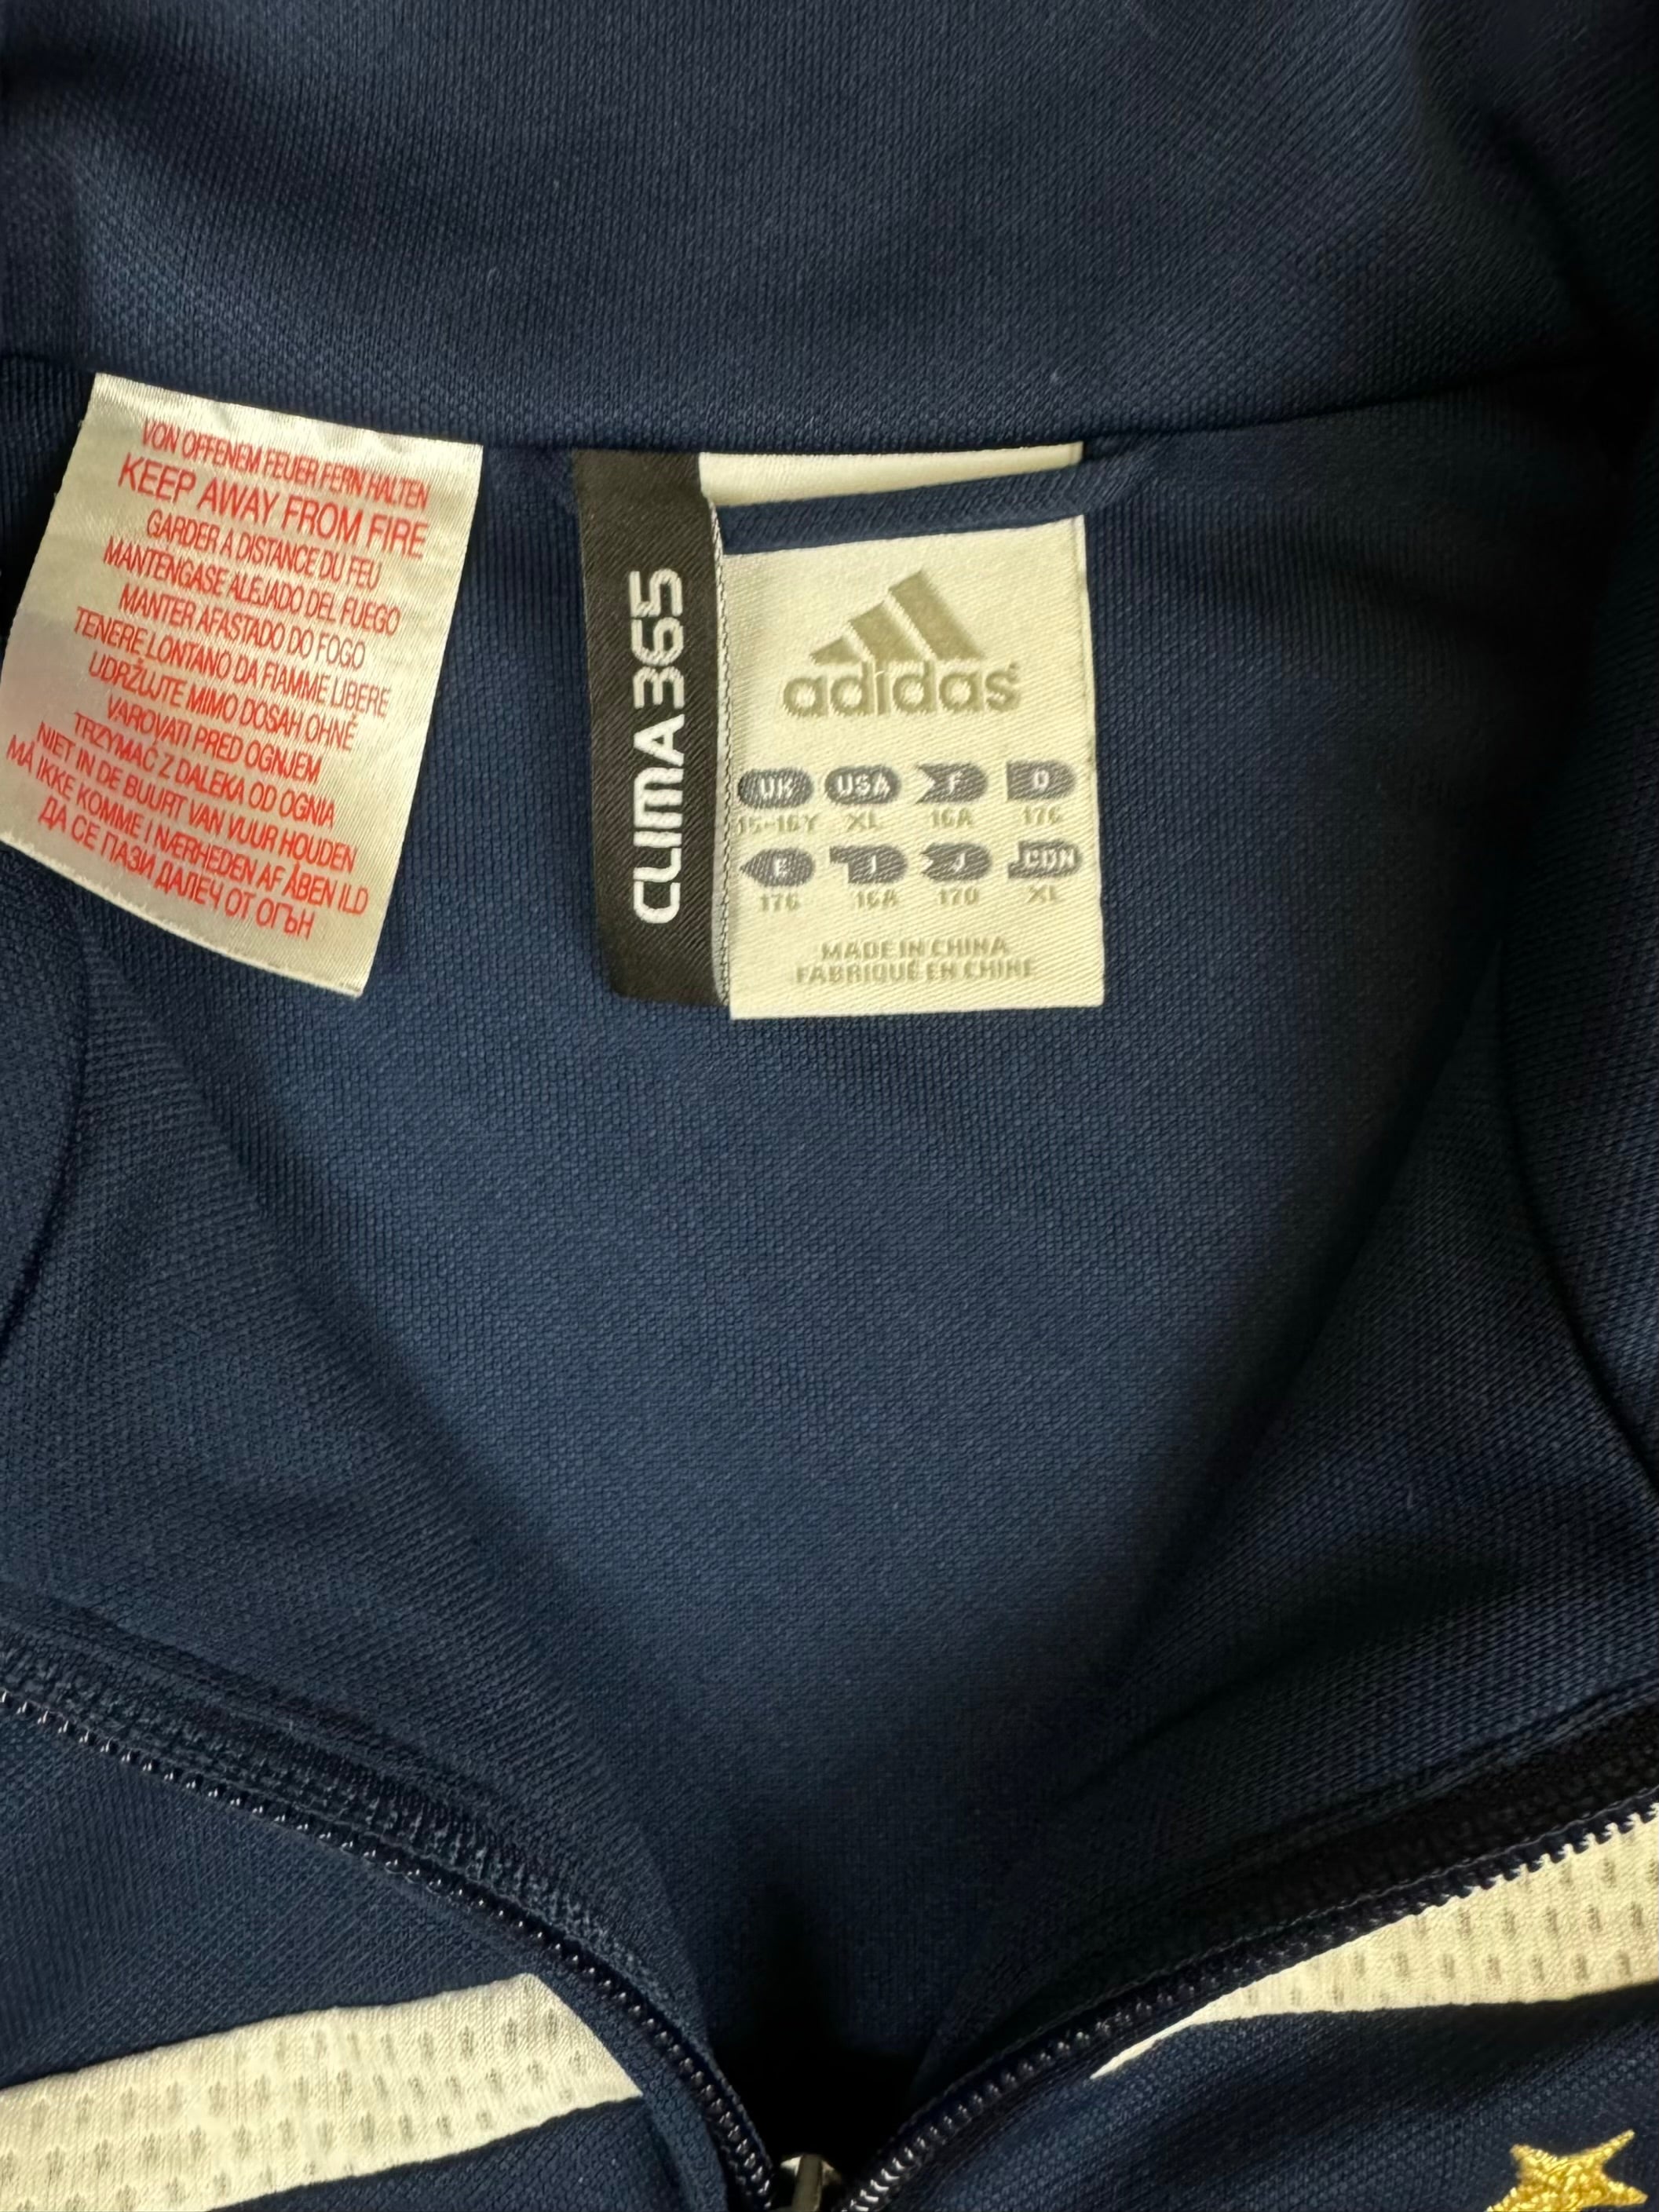 VON OFFENEM FEUER FERN HALTEN
KEEP AWAY FROM FIRE
GARDER A DISTANCE DU FEU
MANTENGASE ALEJADO DEL FUEGO
MANTER AFASTADO DO FOGO
TENERE LONTANO DA FIAMME LIBERE
UDRŽUJTE MIMO DOSAH OHNĚ
VAROVATI PRED OGNJEM
TRZYMAĆ Z DALEKA OD OGNIA
NIET IN DE BUURT VAN VUUR HOUDEN
MÅ IKKE KOMME I NÆRHEDEN AF ÅBEN ILD
ДА СЕ ПАЗИ ДАЛЕЧ ОТ ОГЪН
CLIMA365
adidas
UK USA F D
15-16Y XL 16A 176
E I J CDN
176 16A 170 XL
MADE IN CHINA
FABRIQUÉ EN CHINE